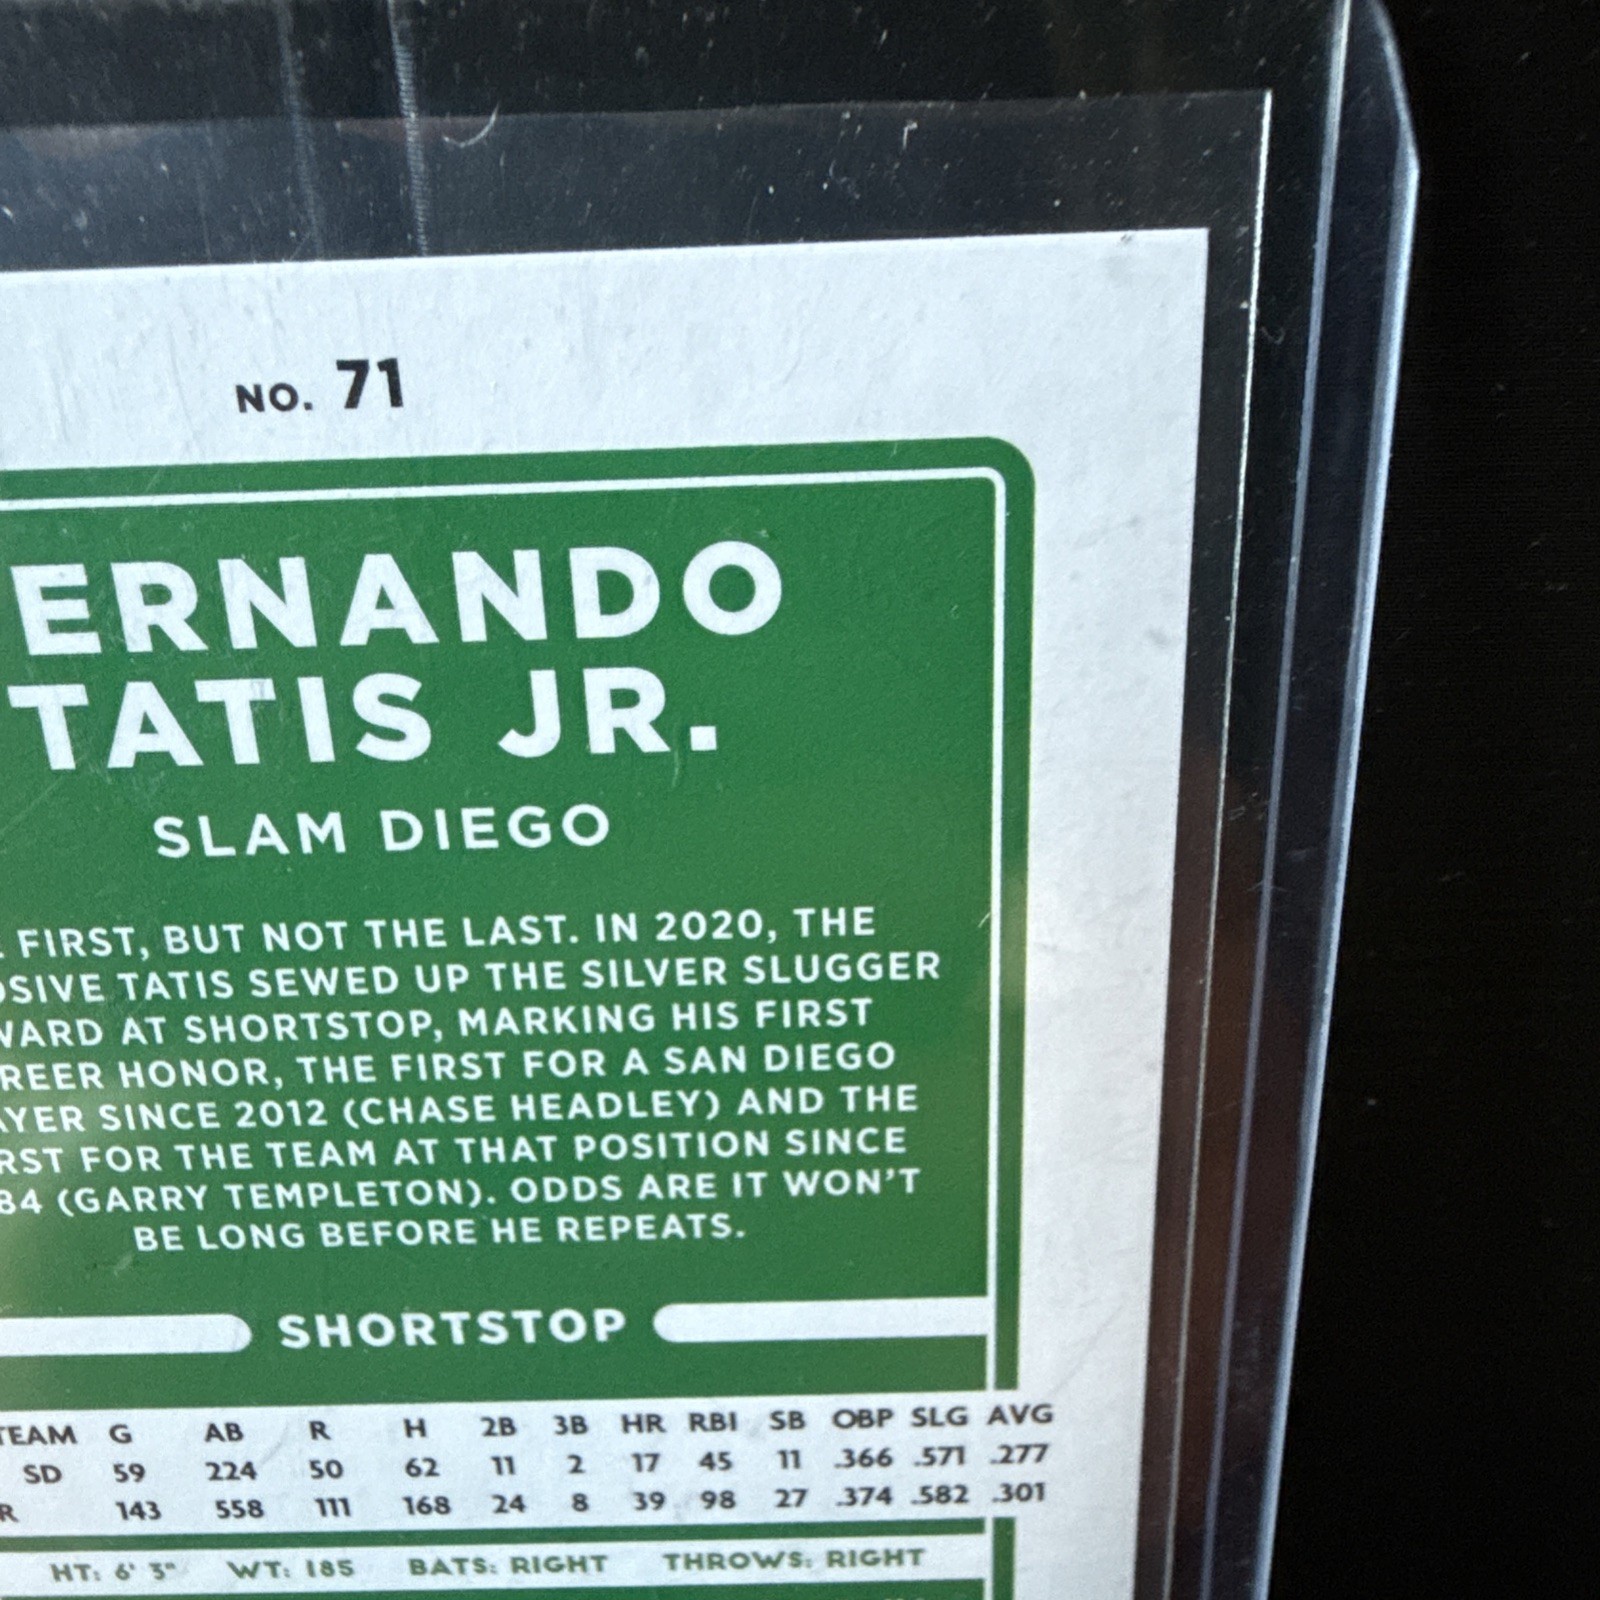 NO. 71
ERNANDO
TATIS JR.
SLAM DIEGO
FIRST, BUT NOT THE LAST. IN 2020, THE
OSIVE TATIS SEWED UP THE SILVER SLUGGER
WARD AT SHORTSTOP, MARKING HIS FIRST
REER HONOR, THE FIRST FOR A SAN DIEGO
AYER SINCE 2012 (CHASE HEADLEY) AND THE
RST FOR THE TEAM AT THAT POSITION SINCE
84 (GARRY TEMPLETON). ODDS ARE IT WON'T
BE LONG BEFORE HE REPEATS.
SHORTSTOP
TEAM G AB R H 2B 3B HR RBI SB OBP SLG AVG
SD 59 224 50 62 11 2 17 45 11 .366 .571 .277
R 143 558 111 168 24 8 39 98 27 .374 .582 .301
HT: 6' 3" WT: 185 BATS: RIGHT THROWS: RIGHT